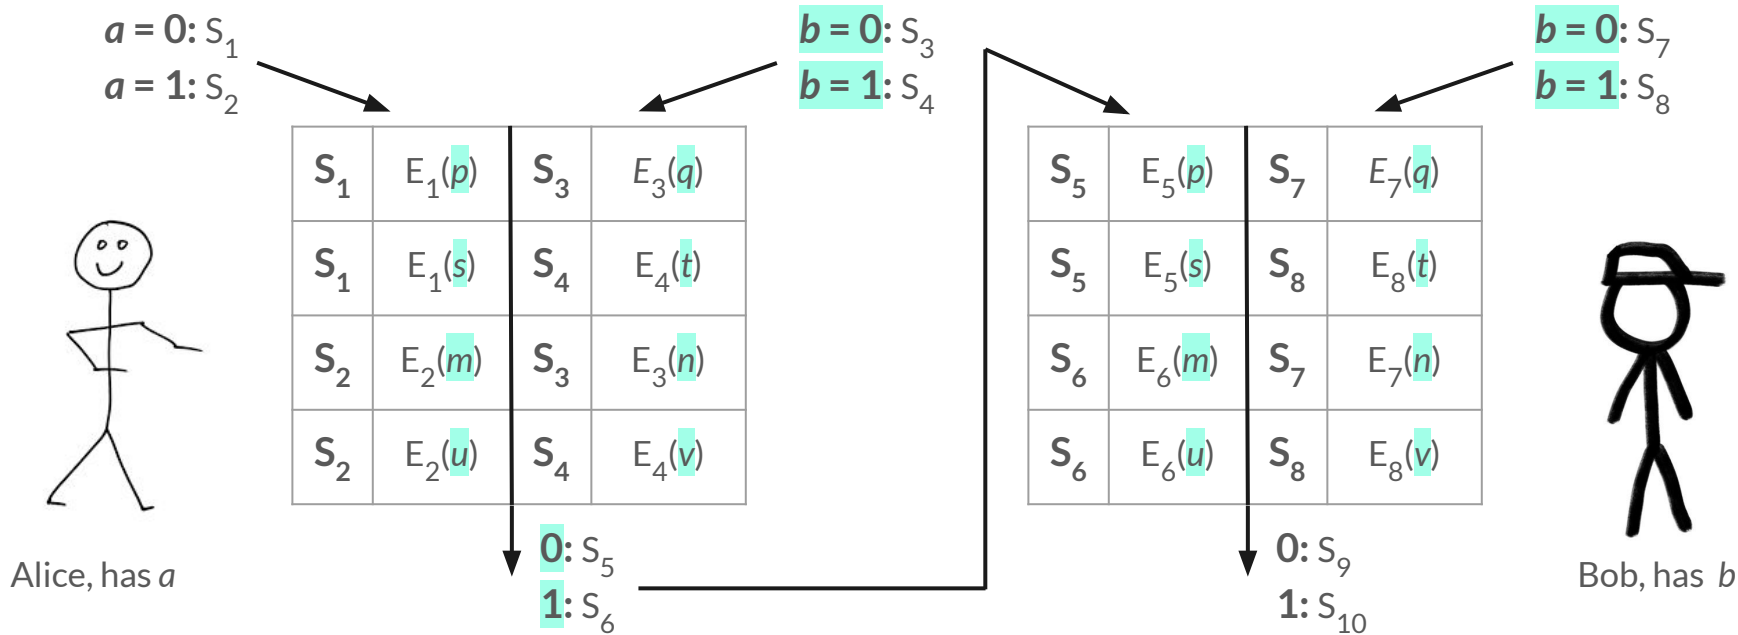 a = 0: S1
a = 1: S2
b = 0: S3
b = 1: S4
b = 0: S7
b = 1: S8
S1 E1(p) S3 E3(q)
S1 E1(s) S4 E4(t)
S2 E2(m) S3 E3(n)
S2 E2(u) S4 E4(v)
0: S5
1: S6
S5 E5(p) S7 E7(q)
S5 E5(s) S8 E8(t)
S6 E6(m) S7 E7(n)
S6 E6(u) S8 E8(v)
0: S9
1: S10
Alice, has a
Bob, has b